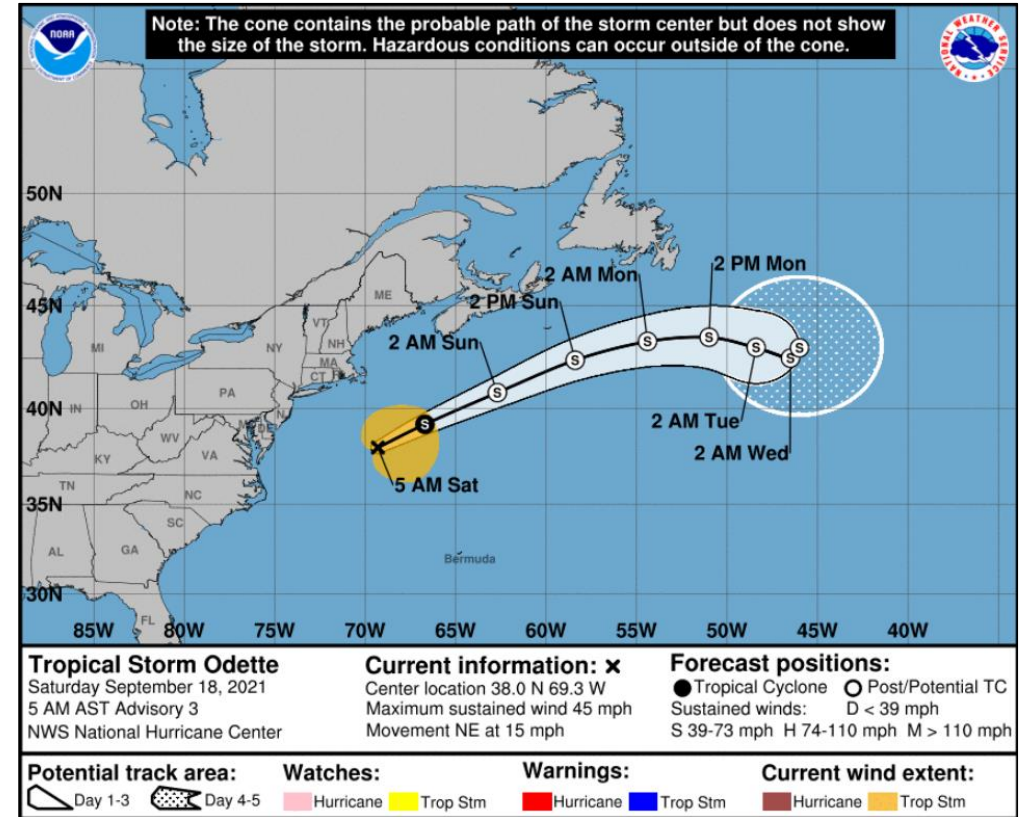 Note: The cone contains the probable path of the storm center but does not show
the size of the storm. Hazardous conditions can occur outside of the cone.
NOAA
NATIONAL WEATHER SERVICE
50N
45N
40N
35N
30N
85W 80W 75W 70W 65W 60W 55W 50W 45W 40W
ME
VT
NH
MA
CT
NY
MI
PA
OH
IN
WV
VA
KY
TN
NC
SC
AL
GA
FL
Bermuda
2 PM Mon
2 AM Mon
2 PM Sun
2 AM Sun
2 AM Tue
2 AM Wed
5 AM Sat
S
S
S
S
S
S
S
S
Tropical Storm Odette
Saturday September 18, 2021
5 AM AST Advisory 3
NWS National Hurricane Center
Current information: x
Center location 38.0 N 69.3 W
Maximum sustained wind 45 mph
Movement NE at 15 mph
Forecast positions:
Tropical Cyclone Post/Potential TC
Sustained winds: D < 39 mph
S 39-73 mph H 74-110 mph M > 110 mph
Potential track area:
Day 1-3 Day 4-5
Watches:
Hurricane Trop Stm
Warnings:
Hurricane Trop Stm
Current wind extent:
Hurricane Trop Stm